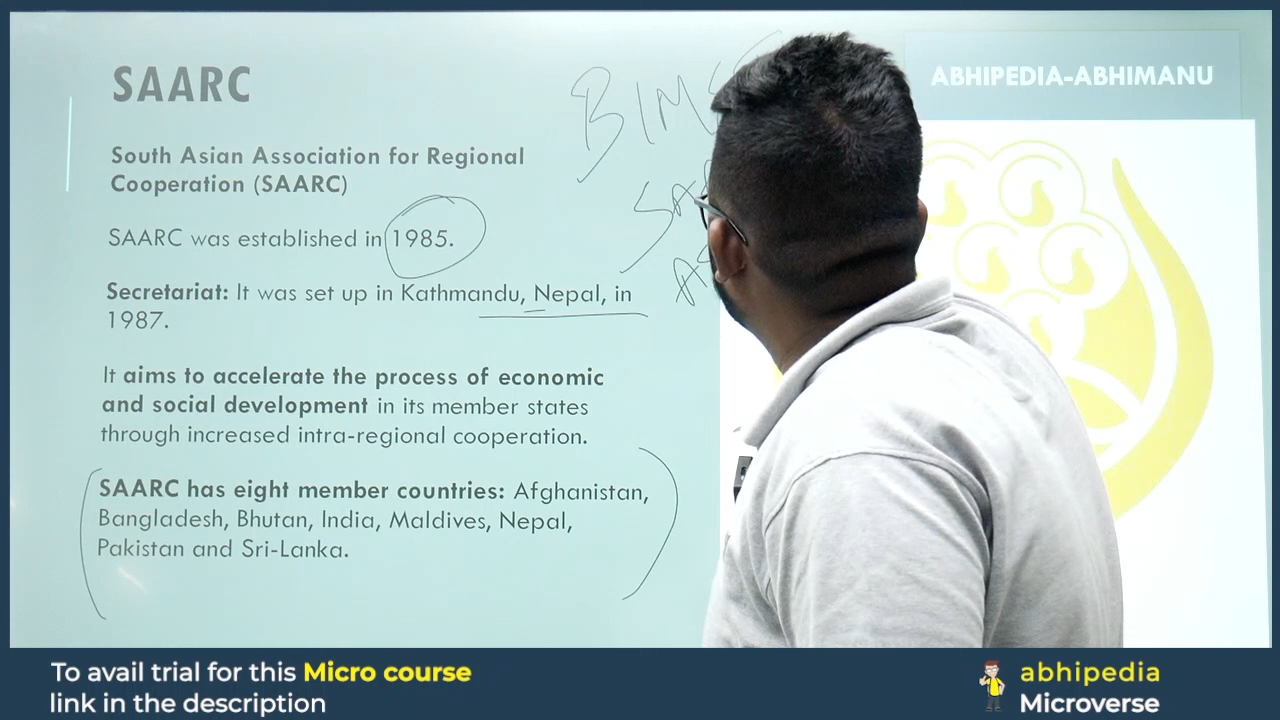 SAARC
ABHIPEDIA-ABHIMANU
South Asian Association for Regional
Cooperation (SAARC)
SAARC was established in 1985.
Secretariat: It was set up in Kathmandu, Nepal, in
1987.
It aims to accelerate the process of economic
and social development in its member states
through increased intra-regional cooperation.
SAARC has eight member countries: Afghanistan,
Bangladesh, Bhutan, India, Maldives, Nepal,
Pakistan and Sri-Lanka.
To avail trial for this Micro course
link in the description
abhipedia
Microverse